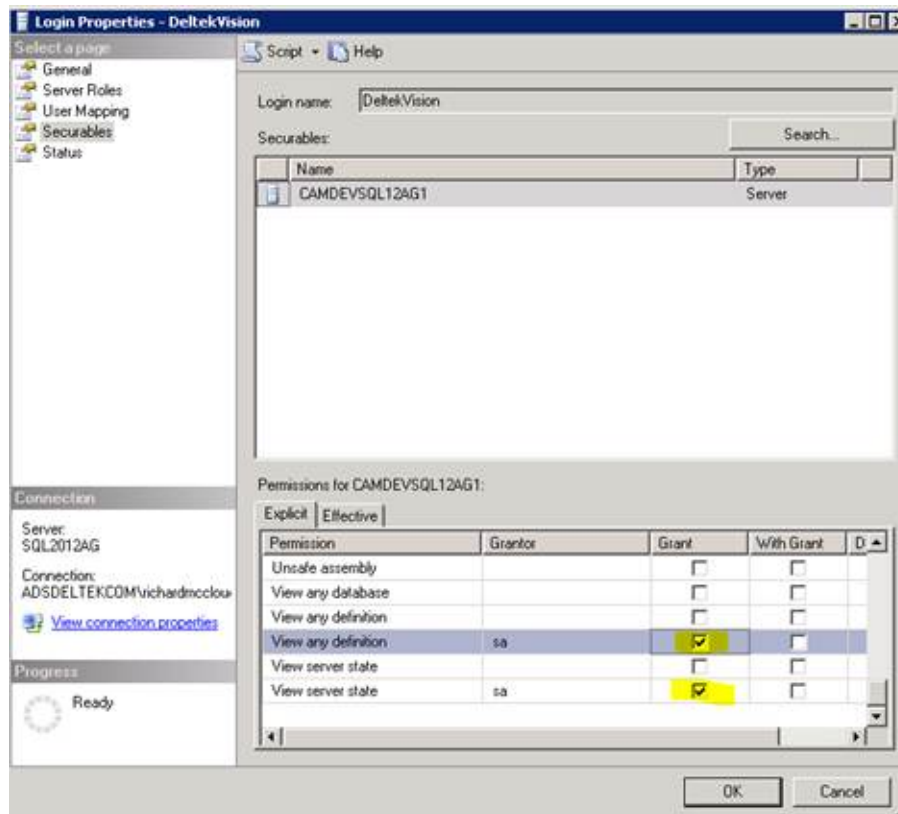 Login Properties - DeltekVision
Select a page
General
Server Roles
User Mapping
Securables
Status
Script Help
Login name: DeltekVision
Securables: Search...
Name Type
CAMDEVSQL12AG1 Server
Permissions for CAMDEVSQL12AG1:
Explicit Effective
Permission Grantor Grant With Grant D
Unsafe assembly
View any database
View any definition
View any definition sa
View server state
View server state sa
Connection
Server:
SQL2012AG
Connection:
ADSDELTEKCOM\richardmcclou
View connection properties
Progress
Ready
OK Cancel